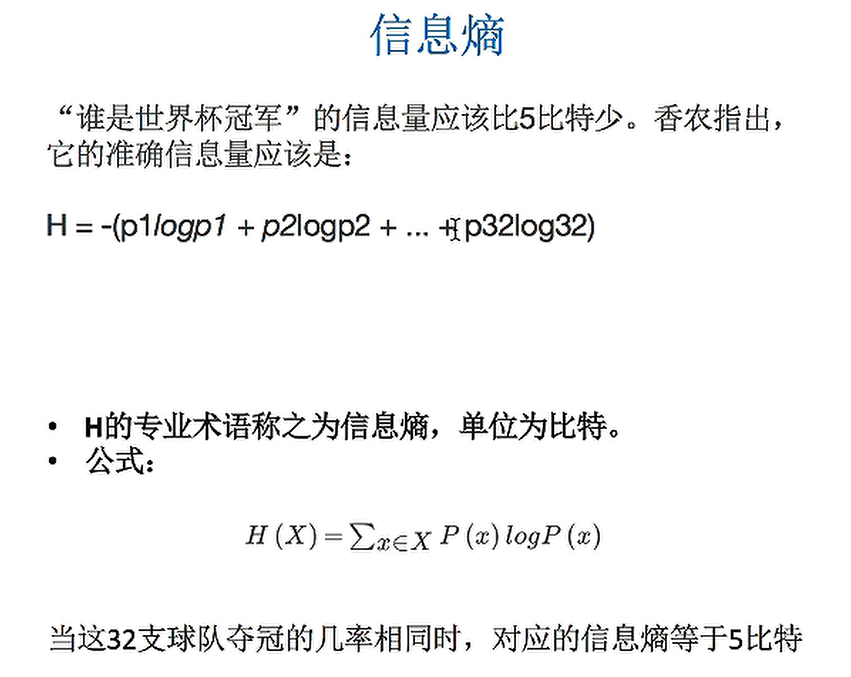 信息熵
“谁是世界杯冠军”的信息量应该比5比特少。香农指出，
它的准确信息量应该是：
H = -(p1logp1 + p2logp2 + ... + p32log32)
• H的专业术语称之为信息熵，单位为比特。
• 公式：
H (X) = ∑x∈X P (x) logP (x)
当这32支球队夺冠的几率相同时，对应的信息熵等于5比特